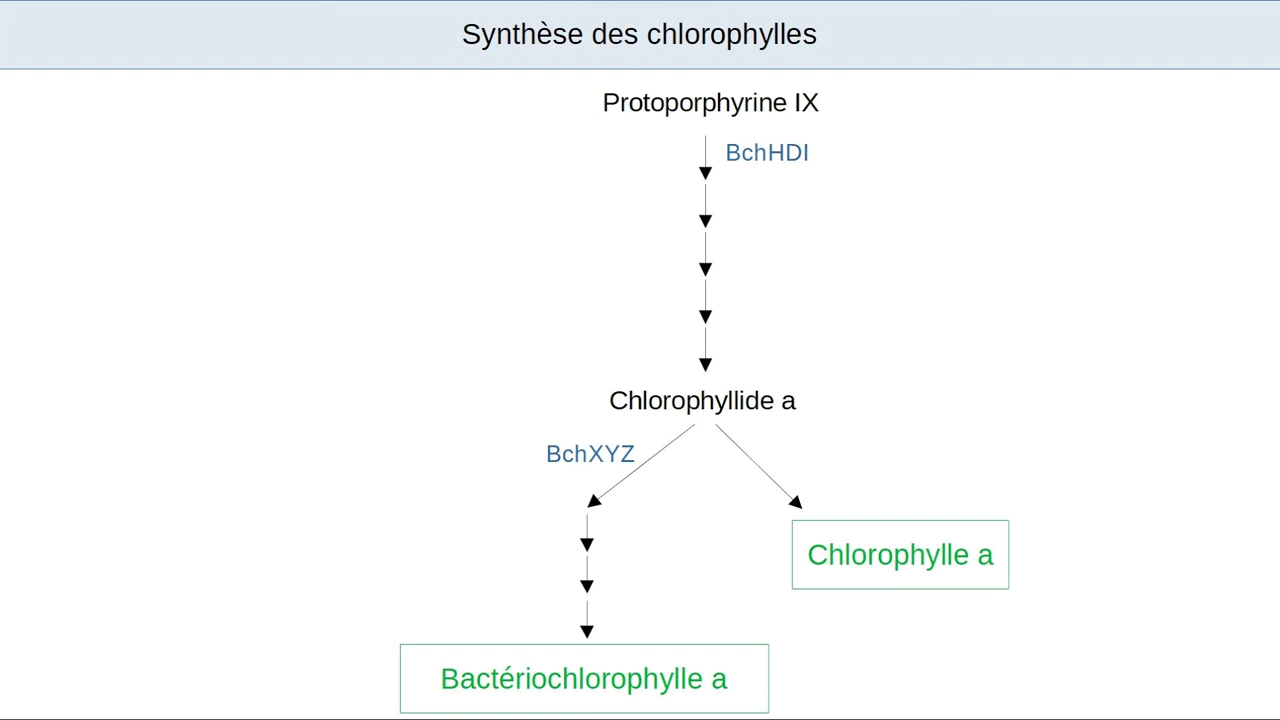 Synthèse des chlorophylles
Protoporphyrine IX
BchHDI
Chlorophyllide a
BchXYZ
Chlorophylle a
Bactériochlorophylle a